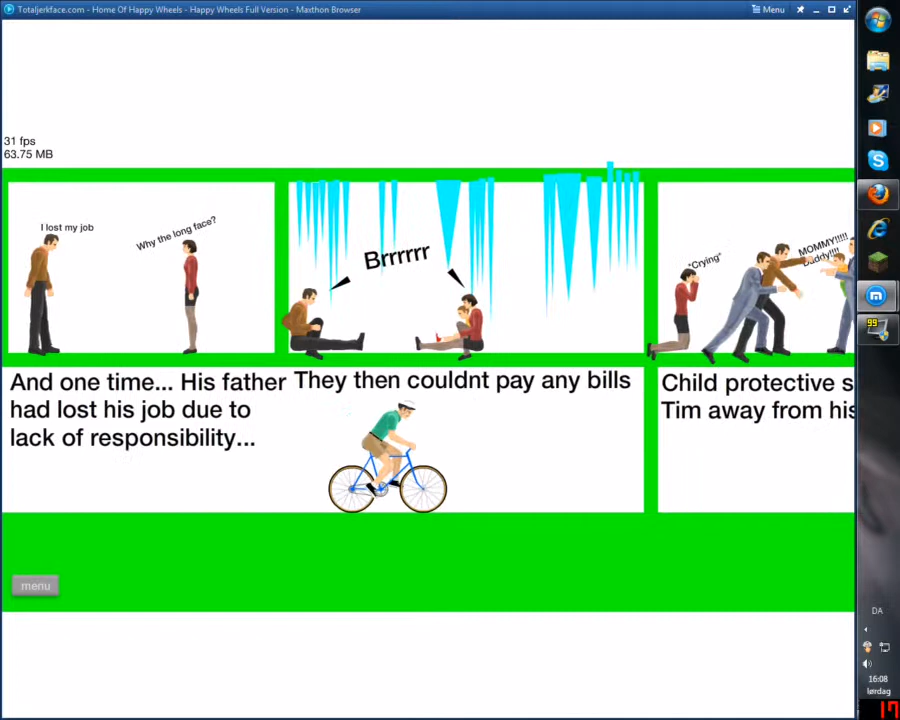 Totaljerkface.com - Home Of Happy Wheels - Happy Wheels Full Version - Maxthon Browser
Menu
31 fps
63.75 MB
I lost my job
Why the long face?
Brrrrrr
*Crying*
MOMMY!!!!!
Daddy!!!!
And one time... His father
had lost his job due to
lack of responsibility...
They then couldnt pay any bills
Child protective s
Tim away from his
menu
99
DA
16:08
lørdag
17